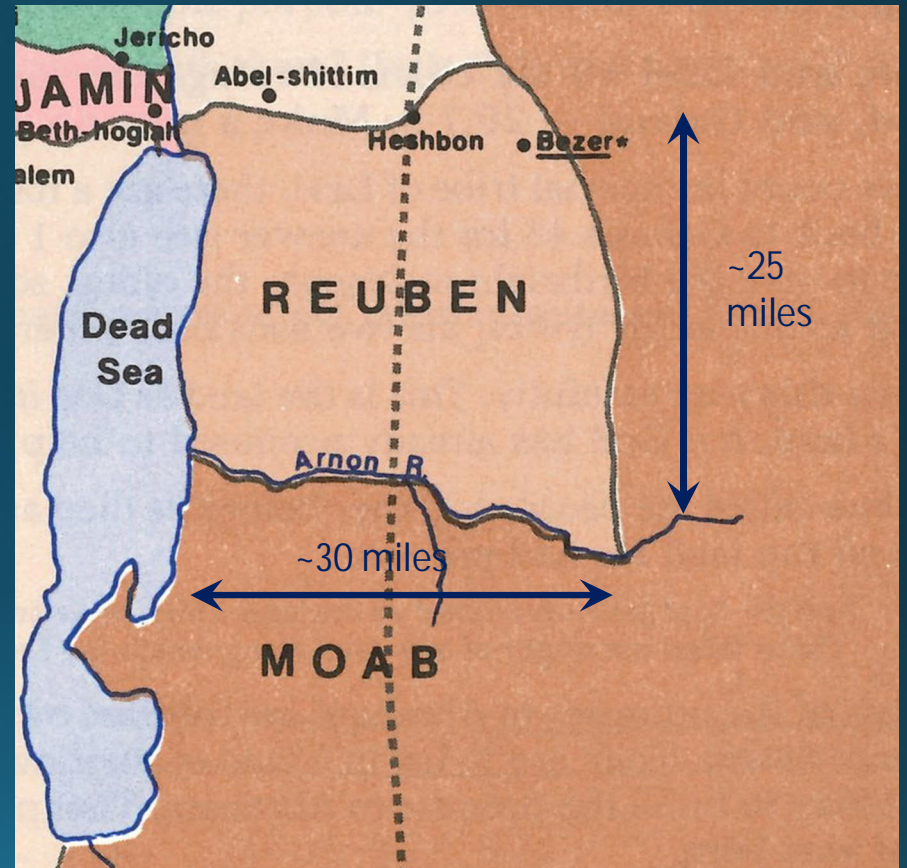 i
Jericho
JAMIN
Abel-shittim
Beth-hoglah
Heshbon
Bezer*
alem
REUBEN
~25
miles
Dead
Sea
Arnon R.
~30 miles
MOAB